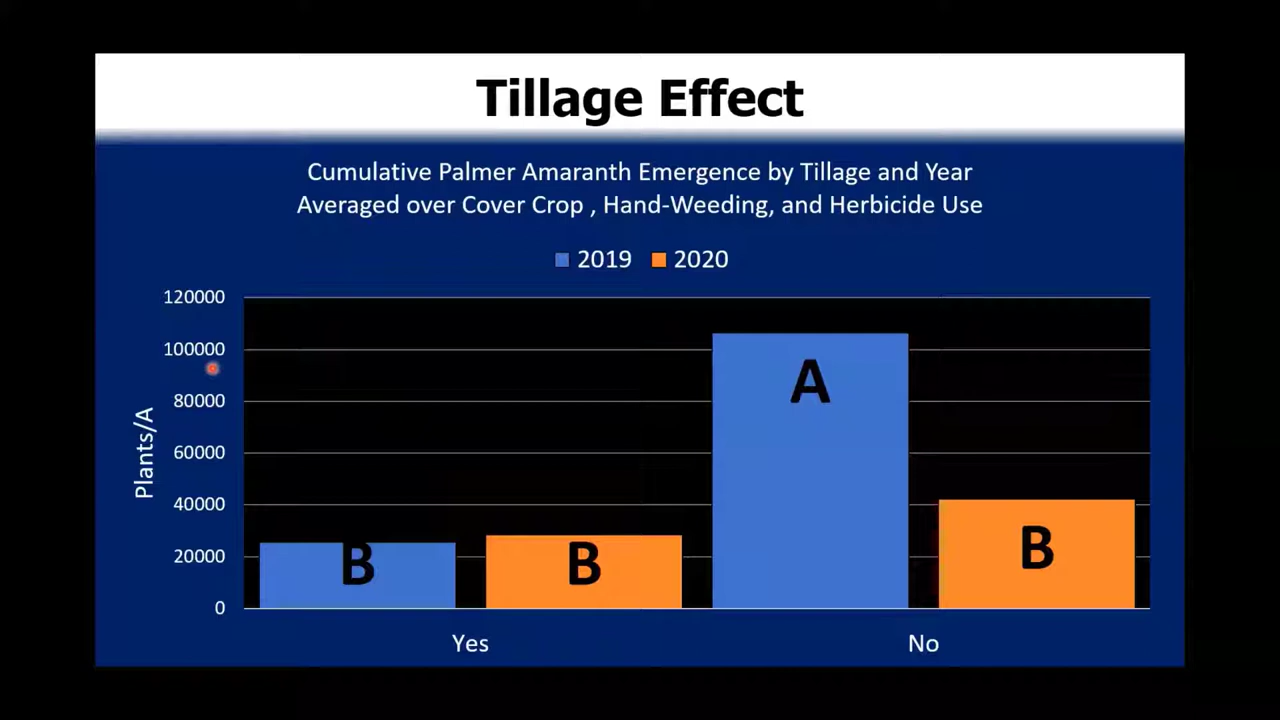 Tillage Effect
Cumulative Palmer Amaranth Emergence by Tillage and Year
Averaged over Cover Crop , Hand-Weeding, and Herbicide Use
2019 2020
120000
100000
80000
60000
40000
20000
0
Plants/A
B B A B
Yes No